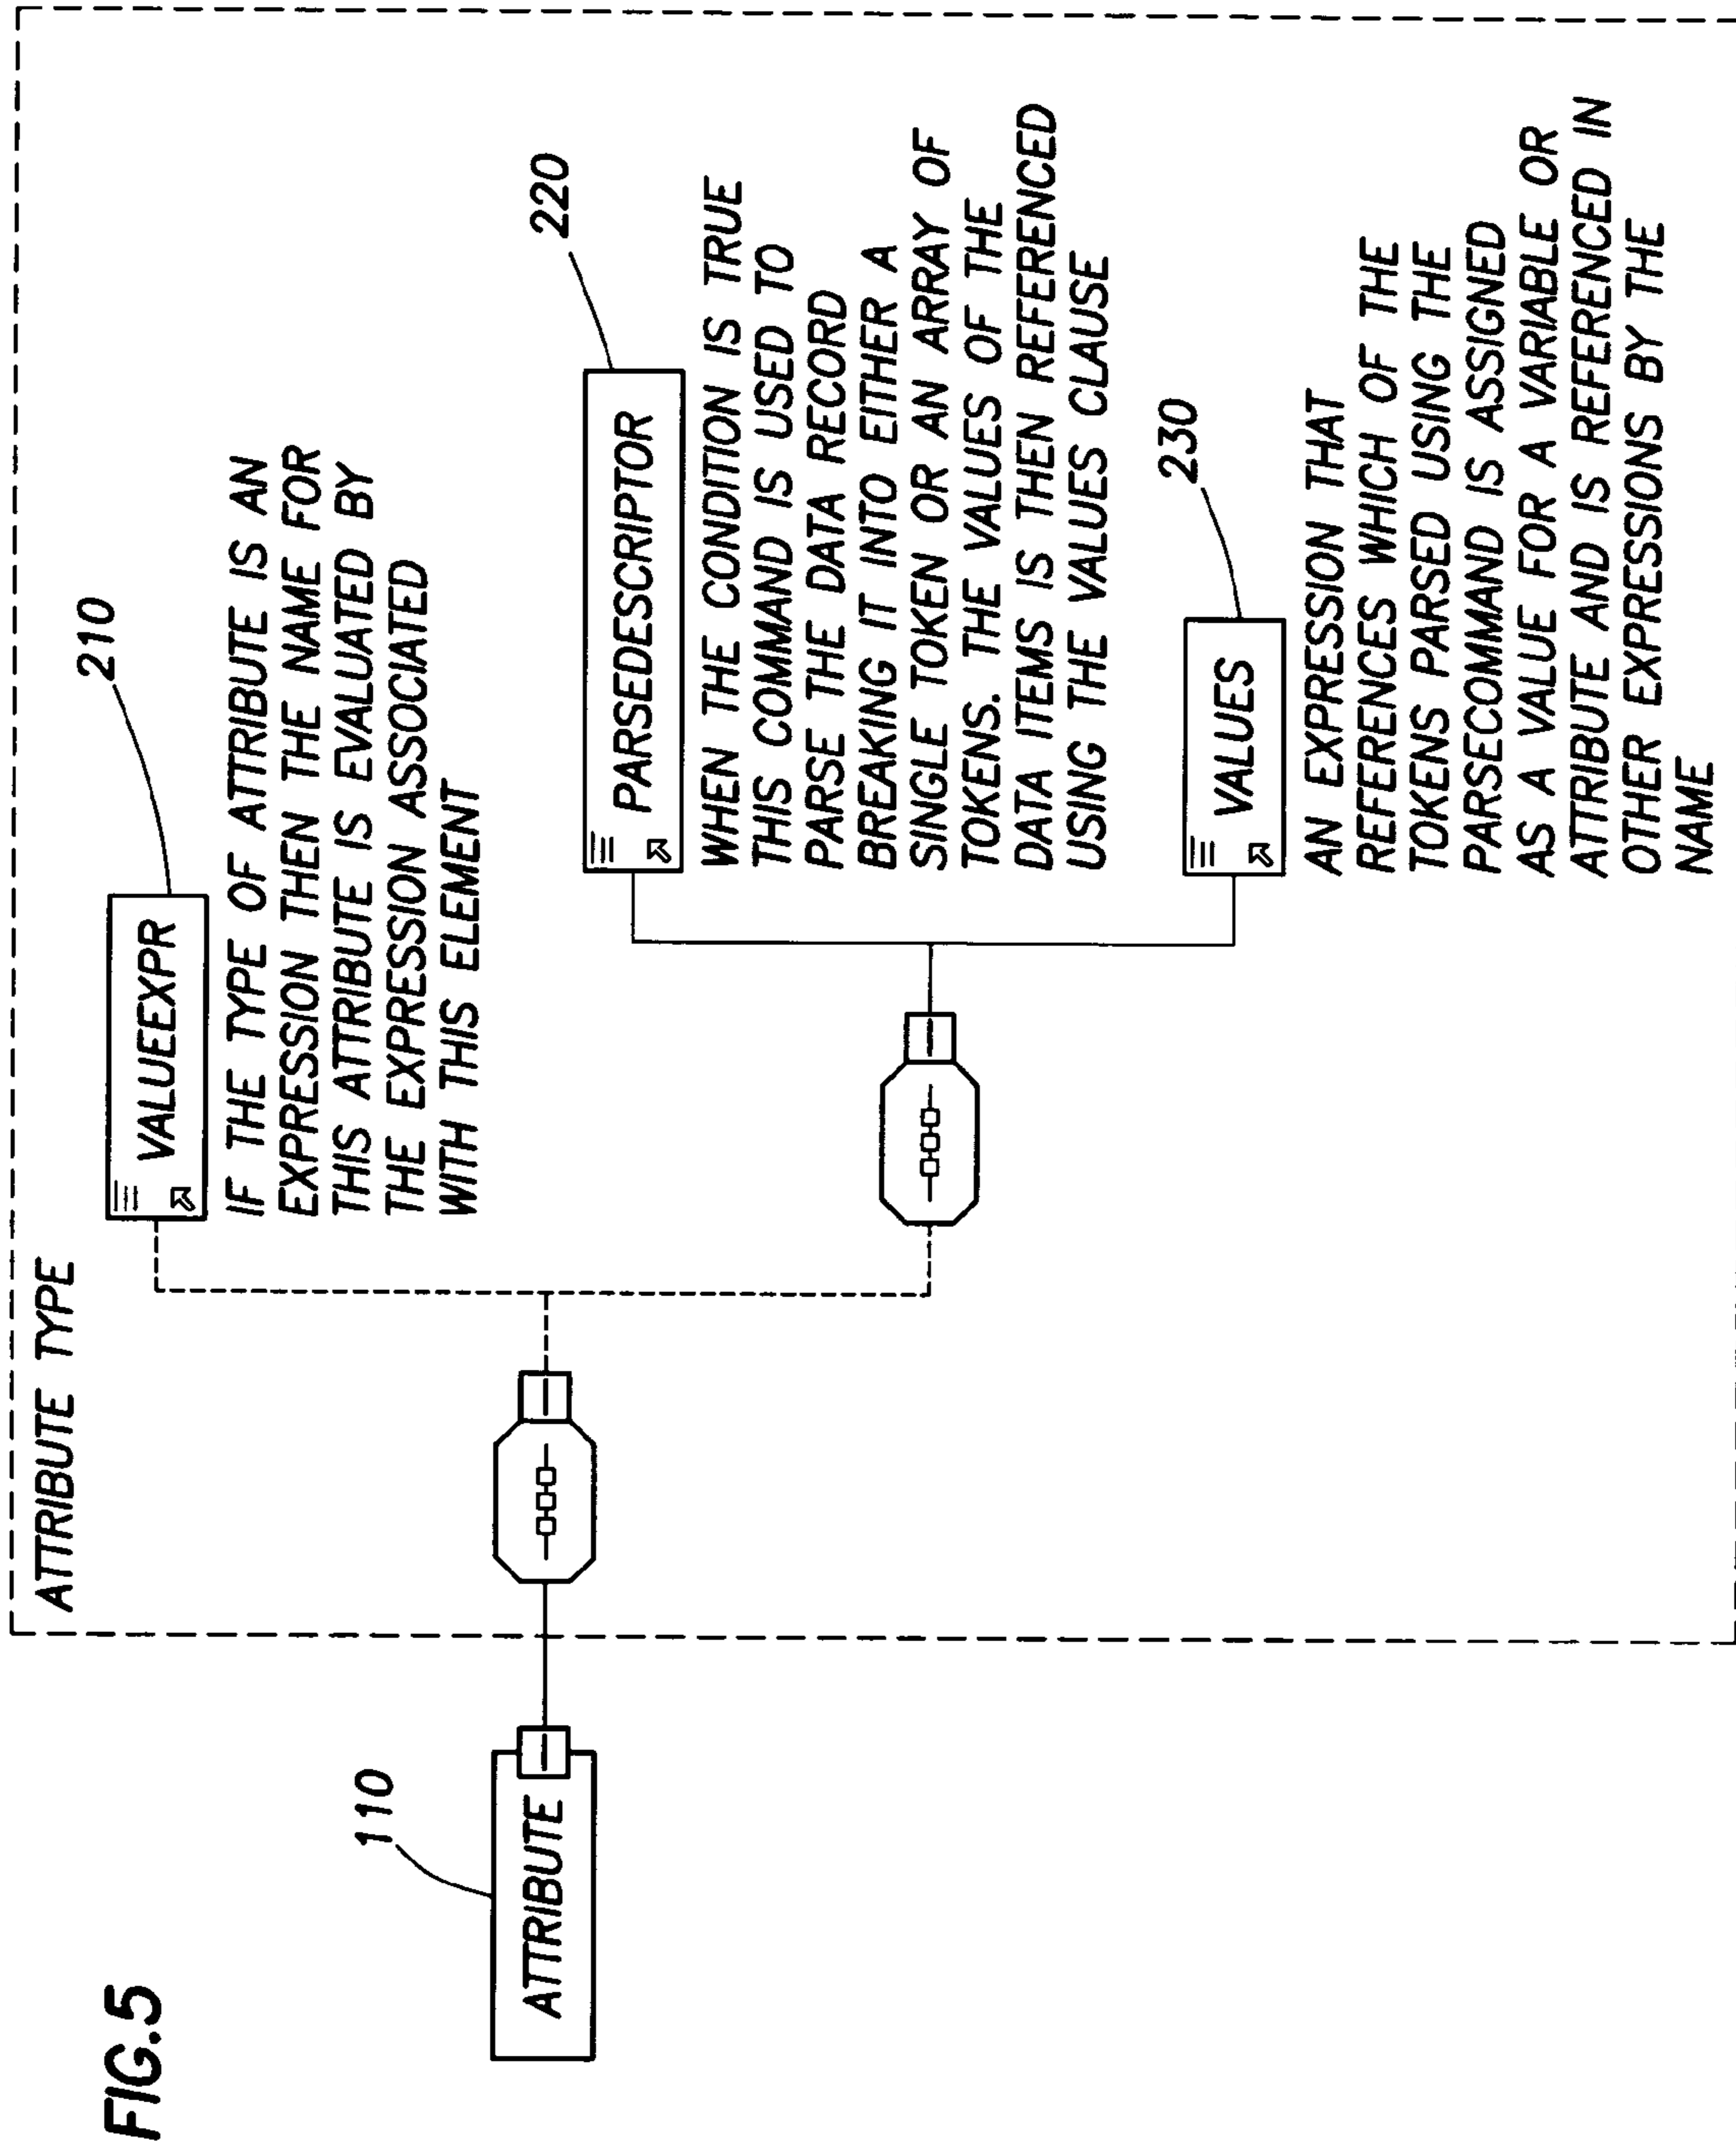 FIG.5
ATTRIBUTE TYPE
110
ATTRIBUTE
210
VALUEEXPR
IF THE TYPE OF ATTRIBUTE IS AN
EXPRESSION THEN THE NAME FOR
THIS ATTRIBUTE IS EVALUATED BY
THE EXPRESSION ASSOCIATED
WITH THIS ELEMENT
220
PARSEDESCRIPTOR
WHEN THE CONDITION IS TRUE
THIS COMMAND IS USED TO
PARSE THE DATA RECORD
BREAKING IT INTO EITHER A
SINGLE TOKEN OR AN ARRAY OF
TOKENS. THE VALUES OF THE
DATA ITEMS IS THEN REFERENCED
USING THE VALUES CLAUSE
230
VALUES
AN EXPRESSION THAT
REFERENCES WHICH OF THE
TOKENS PARSED USING THE
PARSECOMMAND IS ASSIGNED
AS A VALUE FOR A VARIABLE OR
ATTRIBUTE AND IS REFERENCED IN
OTHER EXPRESSIONS BY THE
NAME